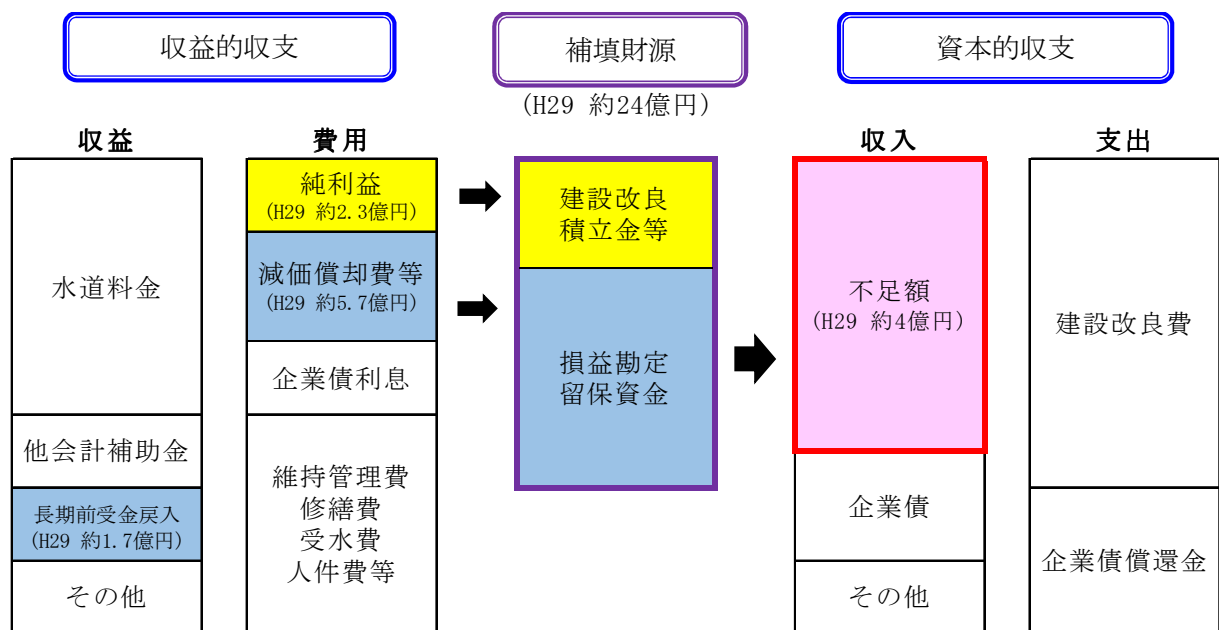 収益的収支
補填財源
資本的収支
(H29 約24億円)
収益
費用
収入
支出
水道料金
他会計補助金
長期前受金戻入
(H29 約1.7億円)
その他
純利益
(H29 約2.3億円)
減価償却費等
(H29 約5.7億円)
企業債利息
維持管理費
修繕費
受水費
人件費等
建設改良
積立金等
損益勘定
留保資金
不足額
(H29 約4億円)
企業債
その他
建設改良費
企業債償還金